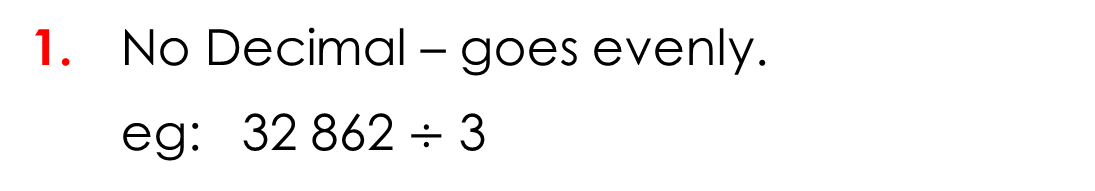 1. No Decimal – goes evenly.
eg: 32 862 ÷ 3